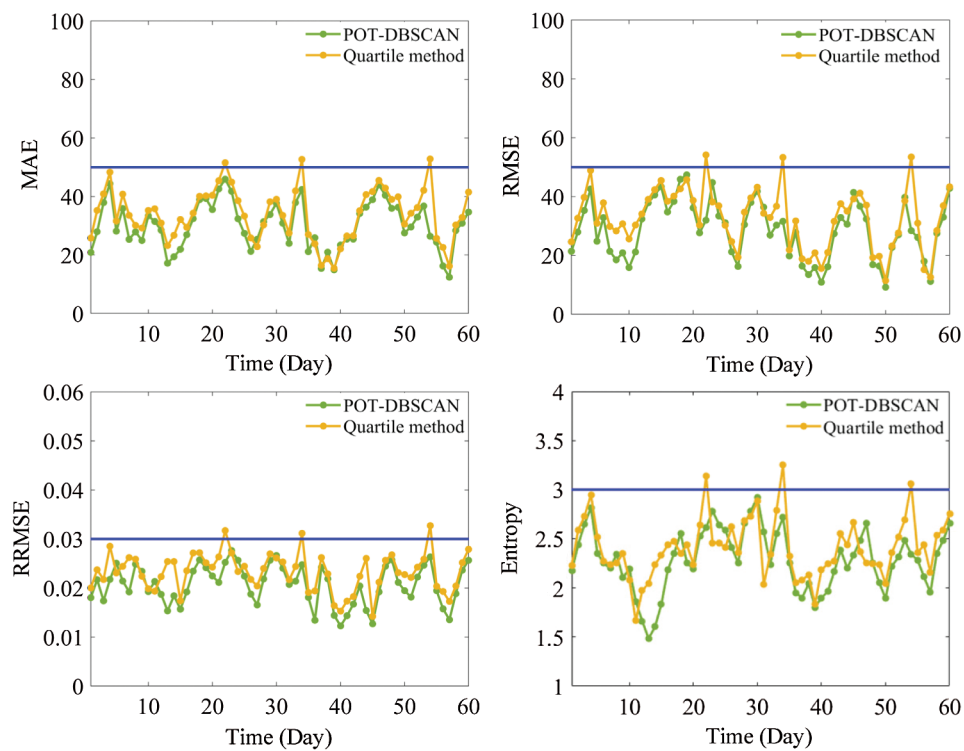 100
80
60
40
20
0
MAE
POT-DBSCAN
Quartile method
10 20 30 40 50 60
Time (Day)
100
80
60
40
20
0
RMSE
POT-DBSCAN
Quartile method
10 20 30 40 50 60
Time (Day)
0.06
0.05
0.04
0.03
0.02
0.01
0
RRMSE
POT-DBSCAN
Quartile method
10 20 30 40 50 60
Time (Day)
4
3.5
3
2.5
2
1.5
1
Entropy
POT-DBSCAN
Quartile method
10 20 30 40 50 60
Time (Day)